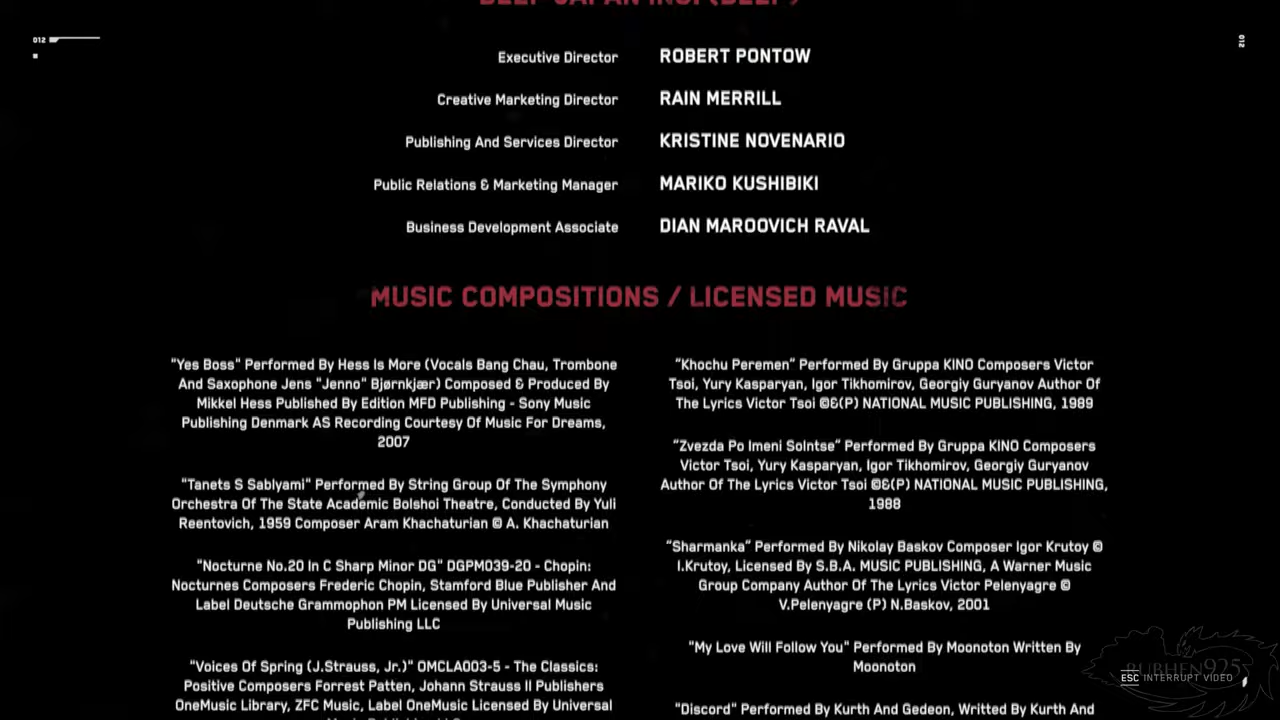 012
012
Executive Director ROBERT PONTOW
Creative Marketing Director RAIN MERRILL
Publishing And Services Director KRISTINE NOVENARIO
Public Relations & Marketing Manager MARIKO KUSHIBIKI
Business Development Associate DIAN MAROOVICH RAVAL
MUSIC COMPOSITIONS / LICENSED MUSIC
"Yes Boss" Performed By Hess Is More (Vocals Bang Chau, Trombone
And Saxophone Jens "Jenno" Bjørnkjær) Composed & Produced By
Mikkel Hess Published By Edition MFD Publishing - Sony Music
Publishing Denmark AS Recording Courtesy Of Music For Dreams,
2007
"Tanets S Sablyami" Performed By String Group Of The Symphony
Orchestra Of The State Academic Bolshoi Theatre, Conducted By Yuli
Reentovich, 1959 Composer Aram Khachaturian © A. Khachaturian
"Nocturne No.20 In C Sharp Minor DG" DGPM039-20 - Chopin:
Nocturnes Composers Frederic Chopin, Stamford Blue Publisher And
Label Deutsche Grammophon PM Licensed By Universal Music
Publishing LLC
"Voices Of Spring (J.Strauss, Jr.)" OMCLA003-5 - The Classics:
Positive Composers Forrest Patten, Johann Strauss II Publishers
OneMusic Library, ZFC Music, Label OneMusic Licensed By Universal
"Khochu Peremen" Performed By Gruppa KINO Composers Victor
Tsoi, Yury Kasparyan, Igor Tikhomirov, Georgiy Guryanov Author Of
The Lyrics Victor Tsoi ©&(P) NATIONAL MUSIC PUBLISHING, 1989
"Zvezda Po Imeni Solntse" Performed By Gruppa KINO Composers
Victor Tsoi, Yury Kasparyan, Igor Tikhomirov, Georgiy Guryanov
Author Of The Lyrics Victor Tsoi ©&(P) NATIONAL MUSIC PUBLISHING,
1988
"Sharmanka" Performed By Nikolay Baskov Composer Igor Krutoy ©
I.Krutoy, Licensed By S.B.A. MUSIC PUBLISHING, A Warner Music
Group Company Author Of The Lyrics Victor Pelenyagre ©
V.Pelenyagre (P) N.Baskov, 2001
"My Love Will Follow You" Performed By Moonoton Written By
Moonoton
"Discord" Performed By Kurth And Gedeon, Writted By Kurth And
RUBHEN925
ESC INTERRUPT VIDEO